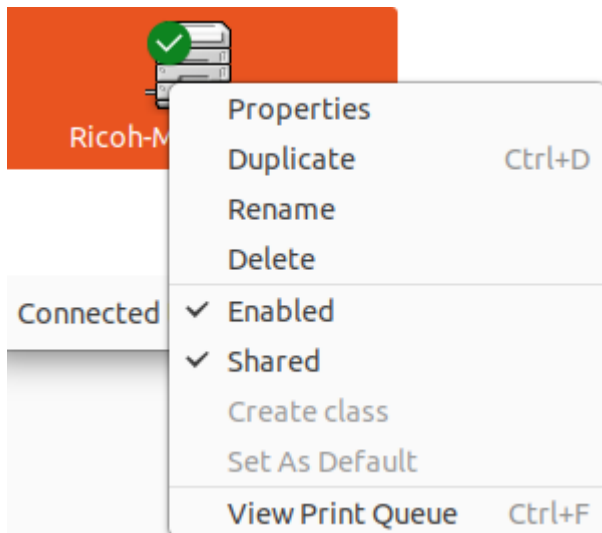 Ricoh-M
Properties
Duplicate Ctrl+D
Rename
Delete
Connected
Enabled
Shared
Create class
Set As Default
View Print Queue Ctrl+F